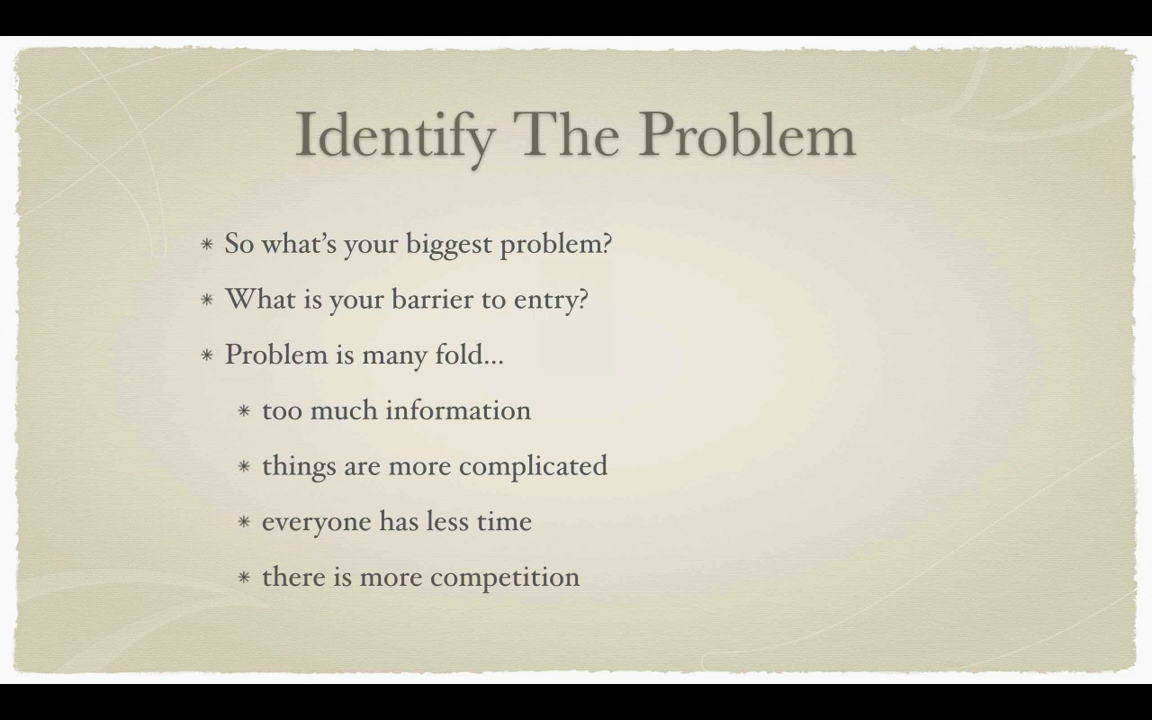 Identify The Problem
* So what's your biggest problem?
* What is your barrier to entry?
* Problem is many fold...
* too much information
* things are more complicated
* everyone has less time
* there is more competition